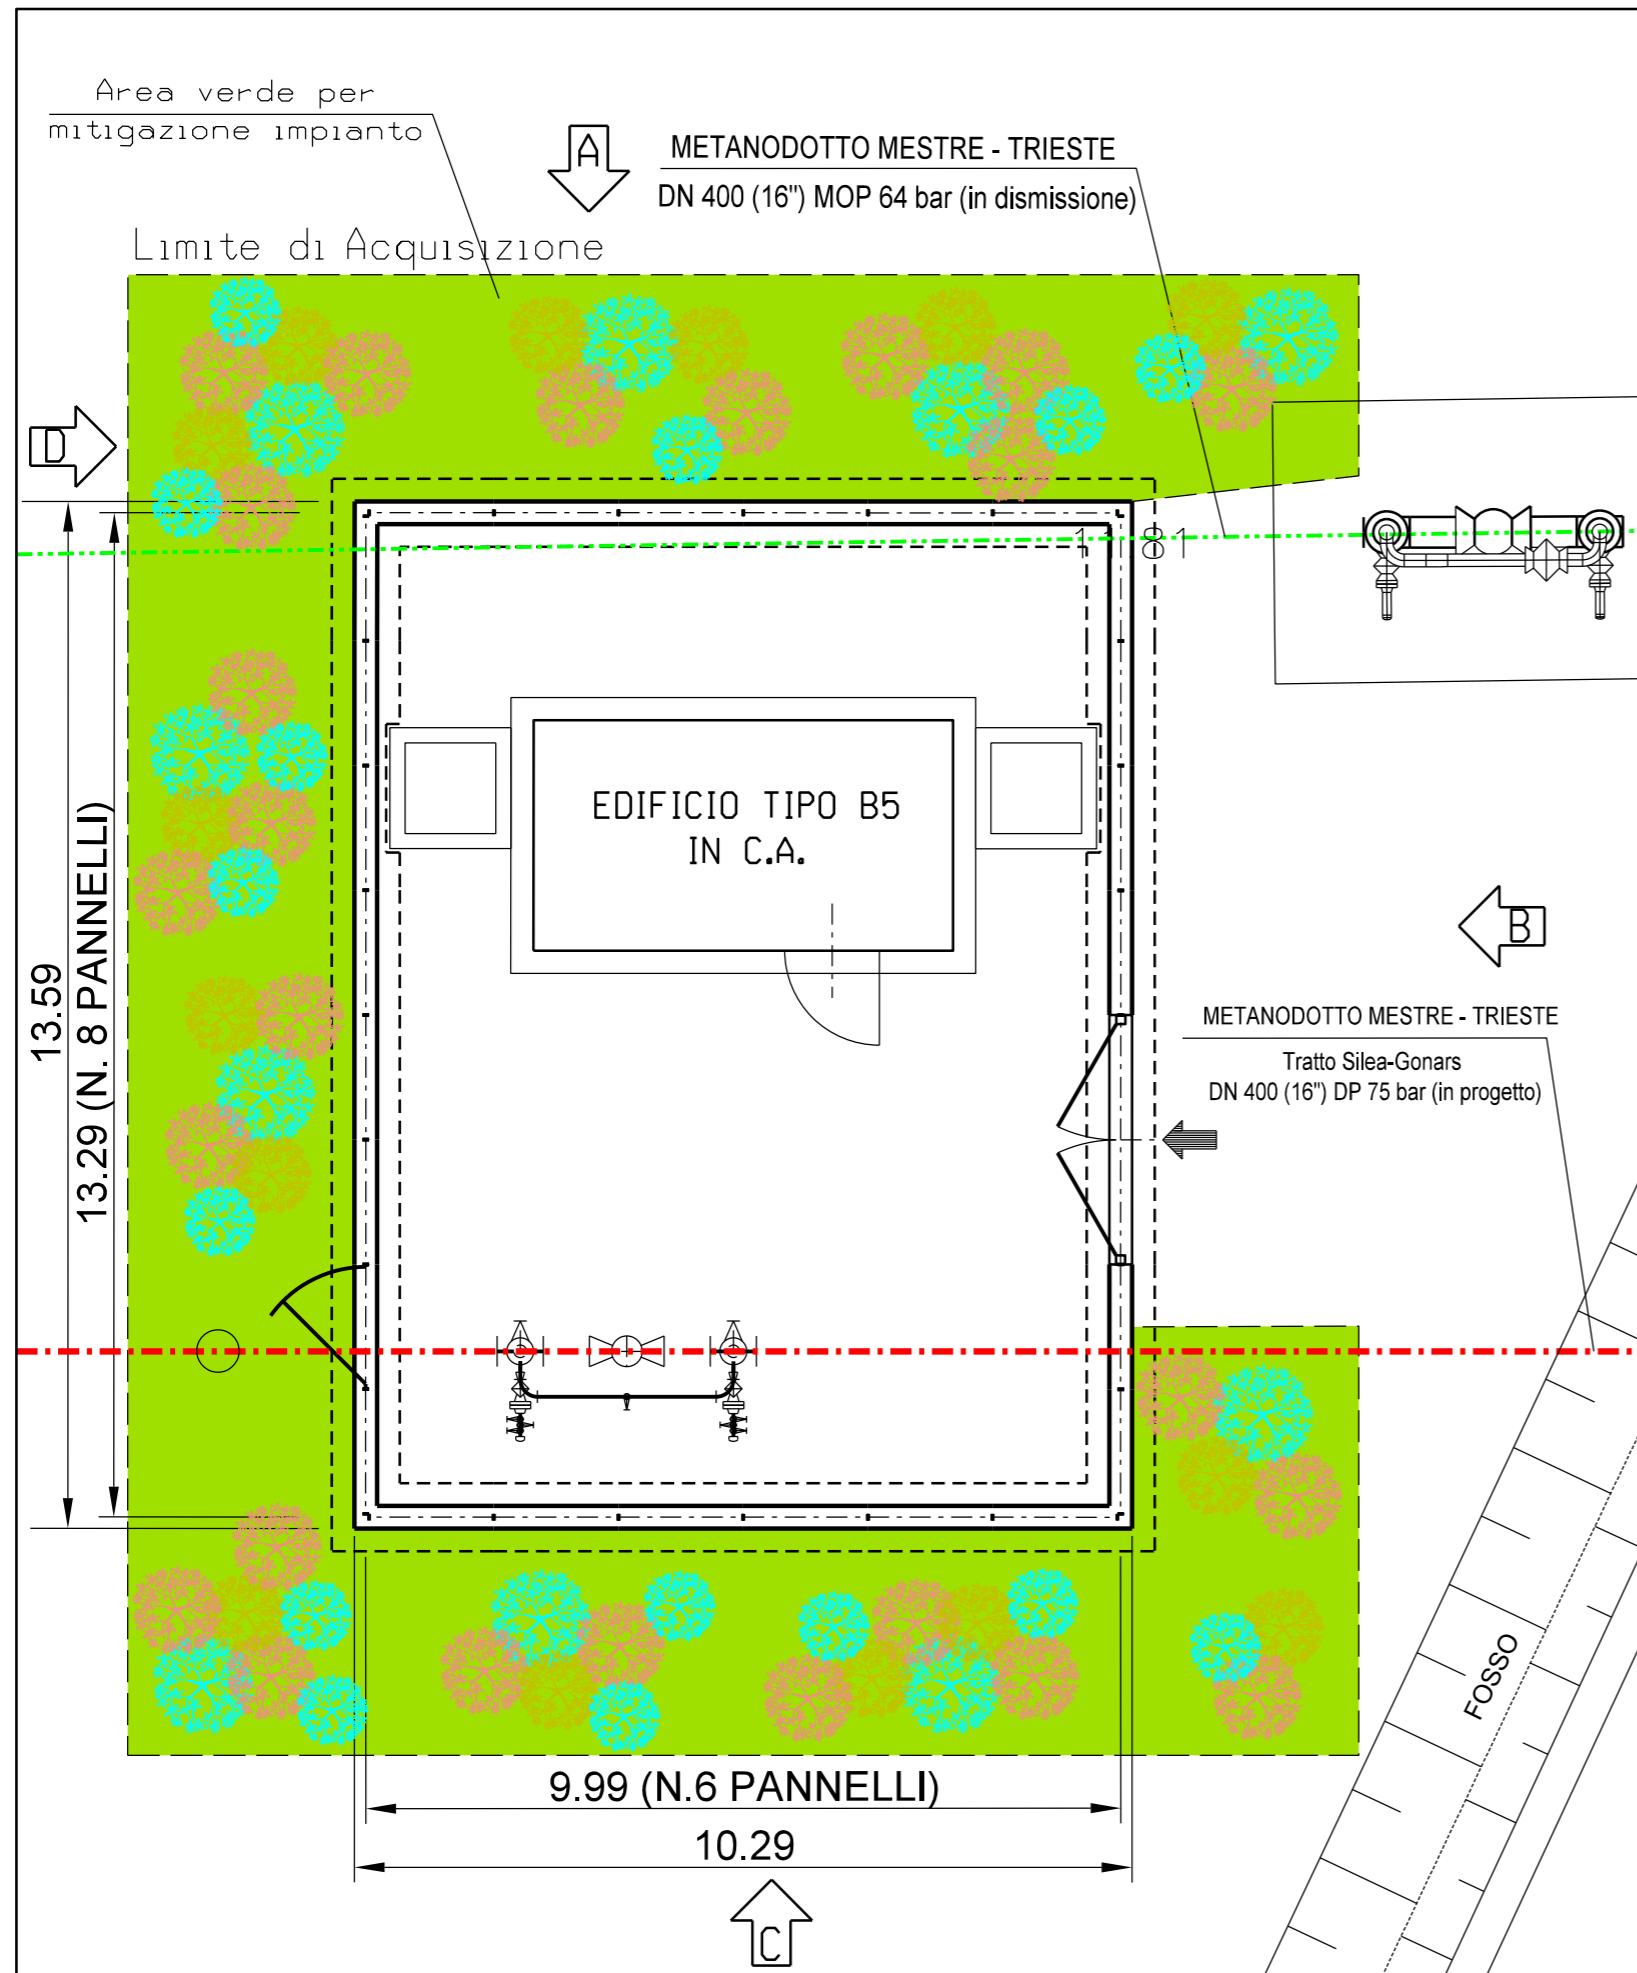 Area verde per
mitigazione impianto
A
METANODOTTO MESTRE - TRIESTE
DN 400 (16") MOP 64 bar (in dismissione)
Limite di Acquisizione
D
1 81
EDIFICIO TIPO B5
IN C.A.
B
13.59
13.29 (N. 8 PANNELLI)
METANODOTTO MESTRE - TRIESTE
Tratto Silea-Gonars
DN 400 (16") DP 75 bar (in progetto)
FOSSO
9.99 (N.6 PANNELLI)
10.29
C